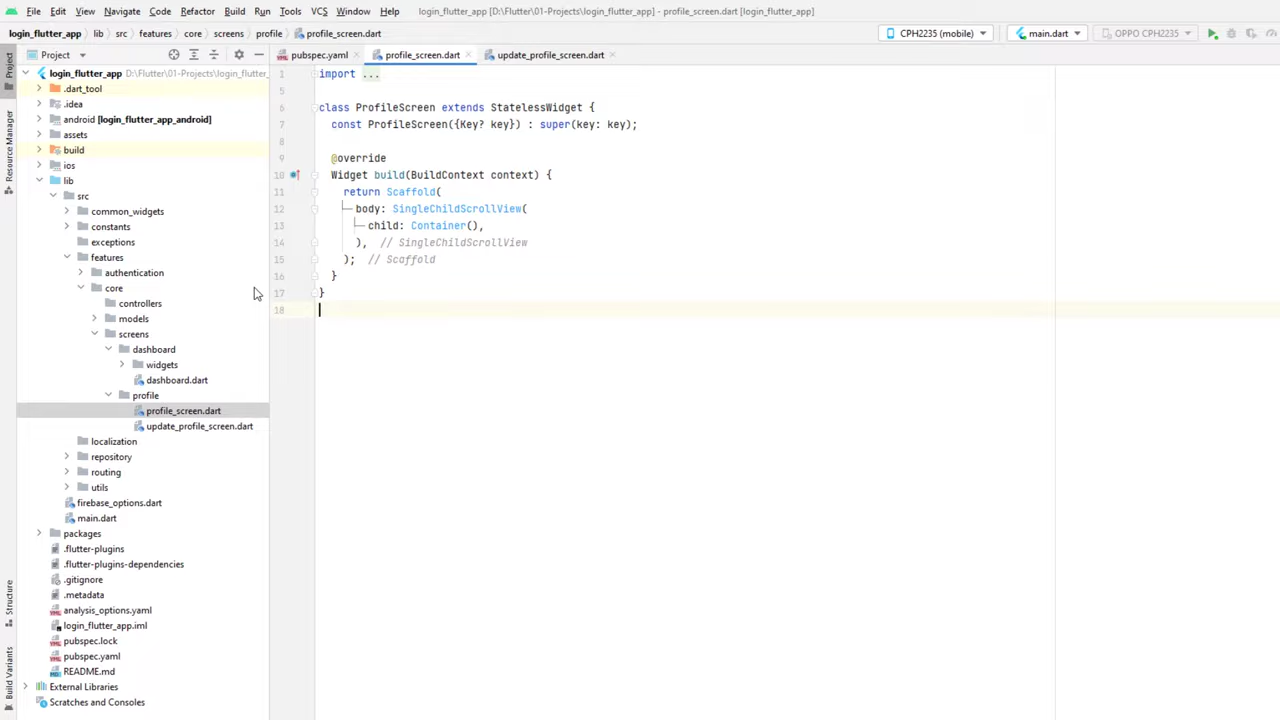 File Edit View Navigate Code Refactor Build Run Tools VCS Window Help login_flutter_app [D:\Flutter\01-Projects\login_flutter_app] - profile_screen.dart [login_flutter_app]
login_flutter_app lib src features core screens profile profile_screen.dart CPH2235 (mobile) main.dart OPPO CPH2235
Project pubspec.yaml profile_screen.dart update_profile_screen.dart
Project
Resource Manager
Structure
Build Variants
login_flutter_app D:\Flutter\01-Projects\login_flutter_
.dart_tool
.idea
android [login_flutter_app_android]
assets
build
ios
lib
src
common_widgets
constants
exceptions
features
authentication
core
controllers
models
screens
dashboard
widgets
dashboard.dart
profile
profile_screen.dart
update_profile_screen.dart
localization
repository
routing
utils
firebase_options.dart
main.dart
packages
.flutter-plugins
.flutter-plugins-dependencies
.gitignore
.metadata
analysis_options.yaml
login_flutter_app.iml
pubspec.lock
pubspec.yaml
README.md
External Libraries
Scratches and Consoles
1 import ...
5
6 class ProfileScreen extends StatelessWidget {
7 const ProfileScreen({Key? key}) : super(key: key);
8
9 @override
10 Widget build(BuildContext context) {
11 return Scaffold(
12 body: SingleChildScrollView(
13 child: Container(),
14 ), // SingleChildScrollView
15 ); // Scaffold
16 }
17 }
18